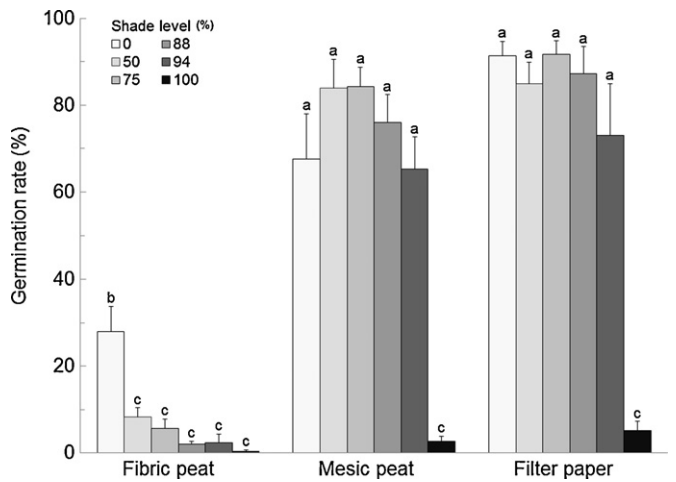 Shade level (%)
0 88
50 94
75 100
Germination rate (%)
100
80
60
40
20
0
b c c c c c
a a a a a c
a a a a a c
Fibric peat Mesic peat Filter paper